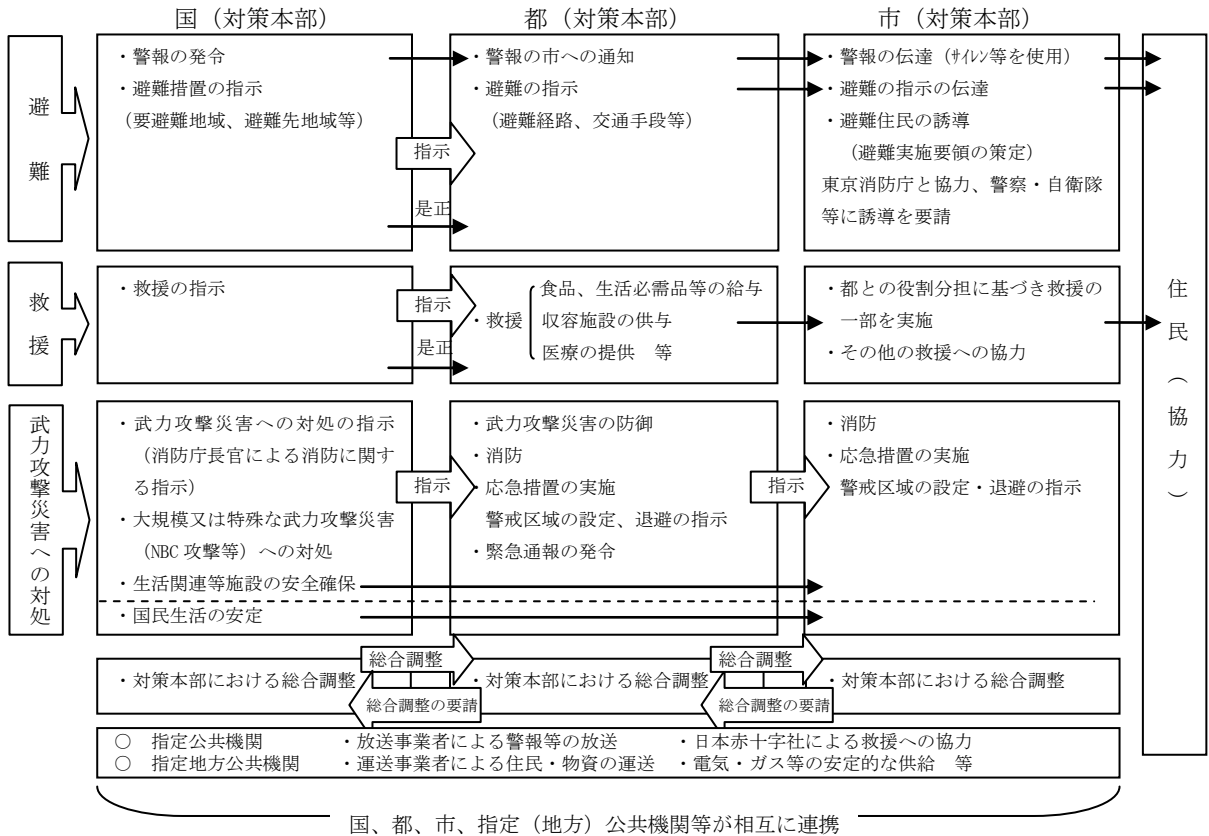 国（対策本部）
都（対策本部）
市（対策本部）
避難
・警報の発令
・避難措置の指示
（要避難地域、避難先地域等）
指示
是正
・警報の市への通知
・避難の指示
（避難経路、交通手段等）
・警報の伝達（ｻｲﾚﾝ等を使用）
・避難の指示の伝達
・避難住民の誘導
（避難実施要領の策定）
東京消防庁と協力、警察・自衛隊
等に誘導を要請
救援
・救援の指示
指示
是正
・救援
食品、生活必需品等の給与
収容施設の供与
医療の提供　等
・都との役割分担に基づき救援の
一部を実施
・その他の救援への協力
武力攻撃災害への対処
・武力攻撃災害への対処の指示
（消防庁長官による消防に関す
る指示）
・大規模又は特殊な武力攻撃災害
（NBC 攻撃等）への対処
・生活関連等施設の安全確保
・国民生活の安定
指示
・武力攻撃災害の防御
・消防
・応急措置の実施
警戒区域の設定、退避の指示
・緊急通報の発令
指示
・消防
・応急措置の実施
警戒区域の設定・退避の指示
住民（協力）
総合調整
総合調整
・対策本部における総合調整
・対策本部における総合調整
・対策本部における総合調整
総合調整の要請
総合調整の要請
○　指定公共機関　・放送事業者による警報等の放送　・日本赤十字社による救援への協力
○　指定地方公共機関　・運送事業者による住民・物資の運送　・電気・ガス等の安定的な供給　等
国、都、市、指定（地方）公共機関等が相互に連携